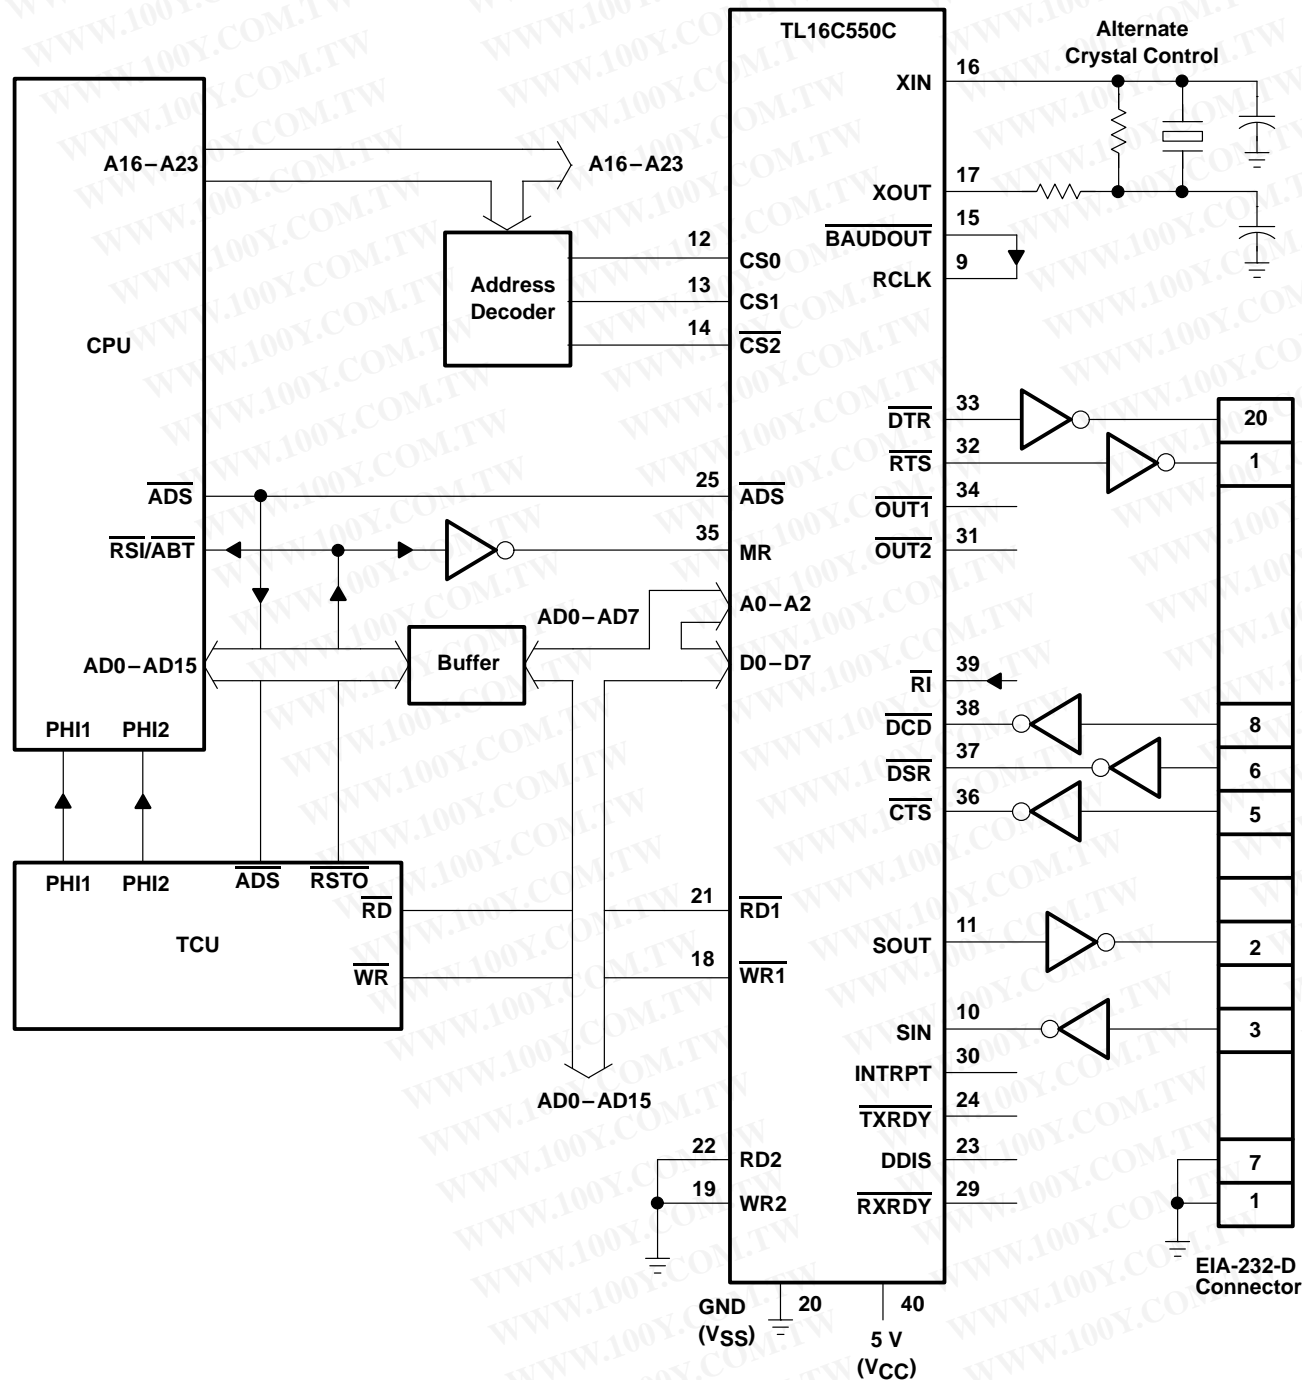 TL16C550C
Alternate
Crystal Control
XIN
16
A16–A23
A16–A23
XOUT
17
12
CS0
BAUDOUT
15
RCLK
9
Address
Decoder
13
CS1
14
CS2
CPU
DTR
33
20
RTS
32
1
ADS
25
ADS
OUT1
34
RSI/ABT
35
MR
OUT2
31
A0–A2
AD0–AD7
AD0–AD15
Buffer
D0–D7
RI
39
PHI1
PHI2
DCD
38
8
DSR
37
6
CTS
36
5
PHI1
PHI2
ADS
RSTO
RD
21
RD1
TCU
SOUT
11
2
WR
18
WR1
SIN
10
3
INTRPT
30
AD0–AD15
TXRDY
24
22
RD2
DDIS
23
7
19
WR2
RXRDY
29
1
EIA-232-D
Connector
GND
(VSS)
20
40
5 V
(VCC)
WWW.100Y.COM.TW